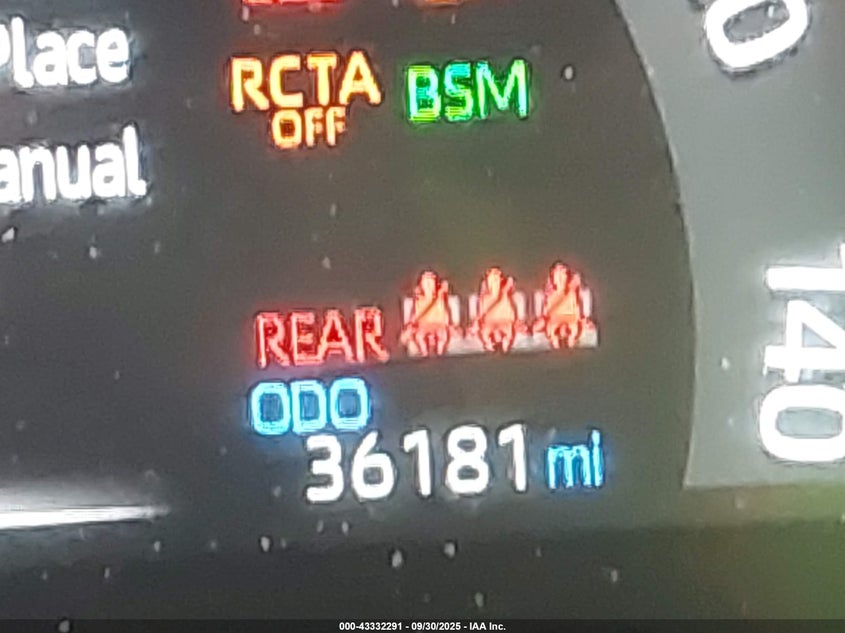 Place
RCTA BSM
OFF
anual
REAR
ODO
36181 mi
140
000-43332291 - 09/30/2025 - IAA Inc.